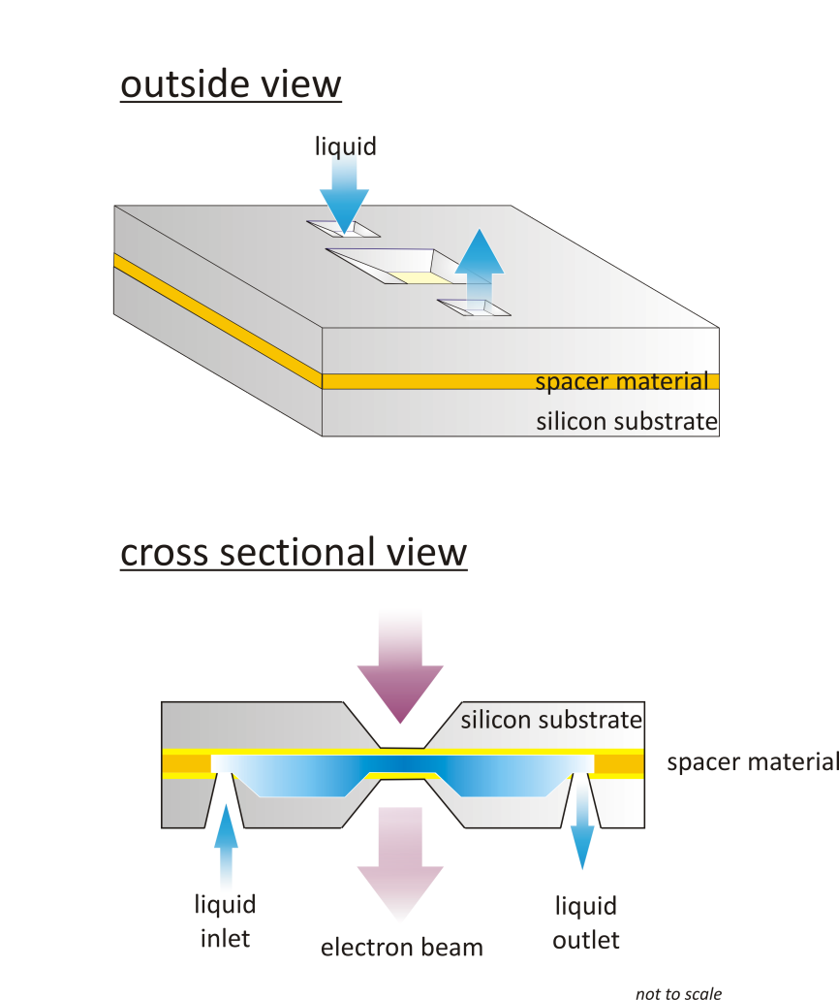 outside view
liquid
spacer material
silicon substrate
cross sectional view
silicon substrate
spacer material
liquid
inlet
electron beam
liquid
outlet
not to scale